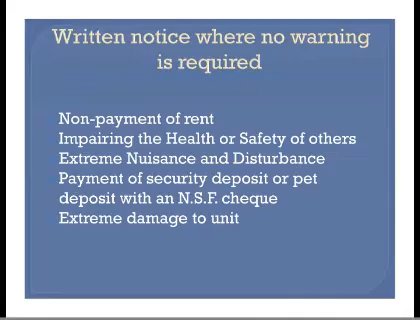 Written notice where no warning
is required
Non-payment of rent
Impairing the Health or Safety of others
Extreme Nuisance and Disturbance
Payment of security deposit or pet
deposit with an N.S.F. cheque
Extreme damage to unit